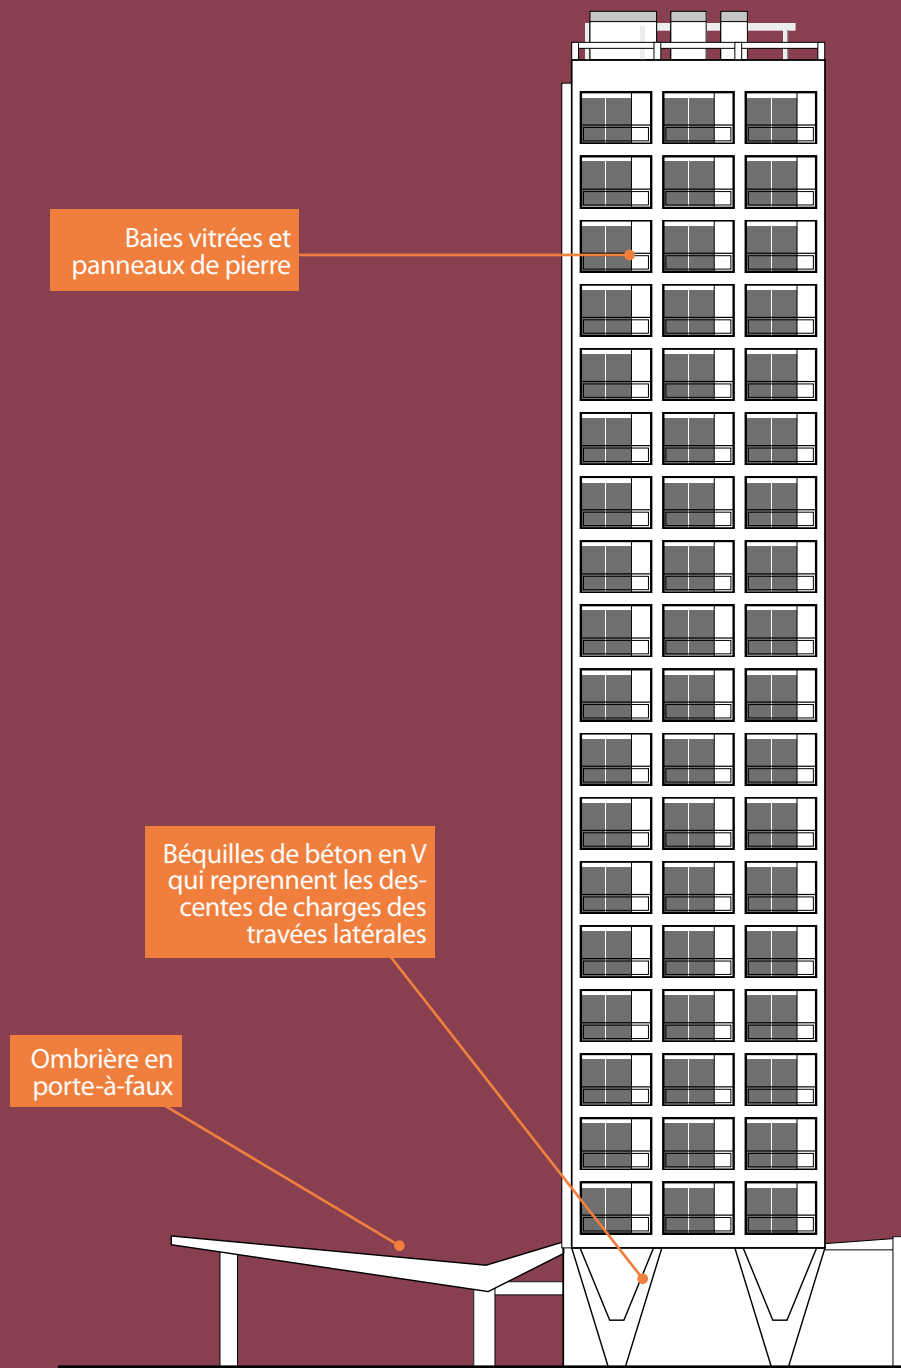 Baies vitrées et
panneaux de pierre
Béquilles de béton en V
qui reprennent les des-
centes de charges des
travées latérales
Ombrière en
porte-à-faux